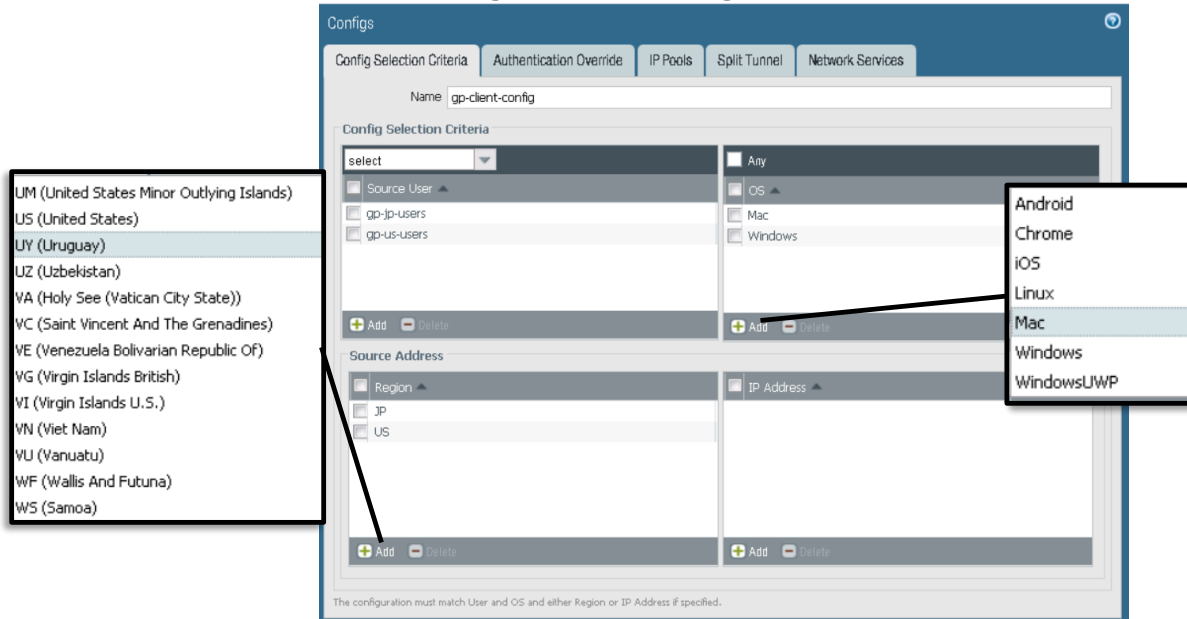 Configs
Config Selection Criteria
Authentication Override
IP Pools
Split Tunnel
Network Services
Name gp-client-config
Config Selection Criteria
select
Any
Source User
OS
gp-jp-users
Mac
gp-us-users
Windows
Add Delete
Add Delete
Source Address
Region
IP Address
JP
US
Add Delete
Add Delete
The configuration must match User and OS and either Region or IP Address if specified.
UM (United States Minor Outlying Islands)
US (United States)
UY (Uruguay)
UZ (Uzbekistan)
VA (Holy See (Vatican City State))
VC (Saint Vincent And The Grenadines)
VE (Venezuela Bolivarian Republic Of)
VG (Virgin Islands British)
VI (Virgin Islands U.S.)
VN (Viet Nam)
VU (Vanuatu)
WF (Wallis And Futuna)
WS (Samoa)
Android
Chrome
iOS
Linux
Mac
Windows
WindowsUWP